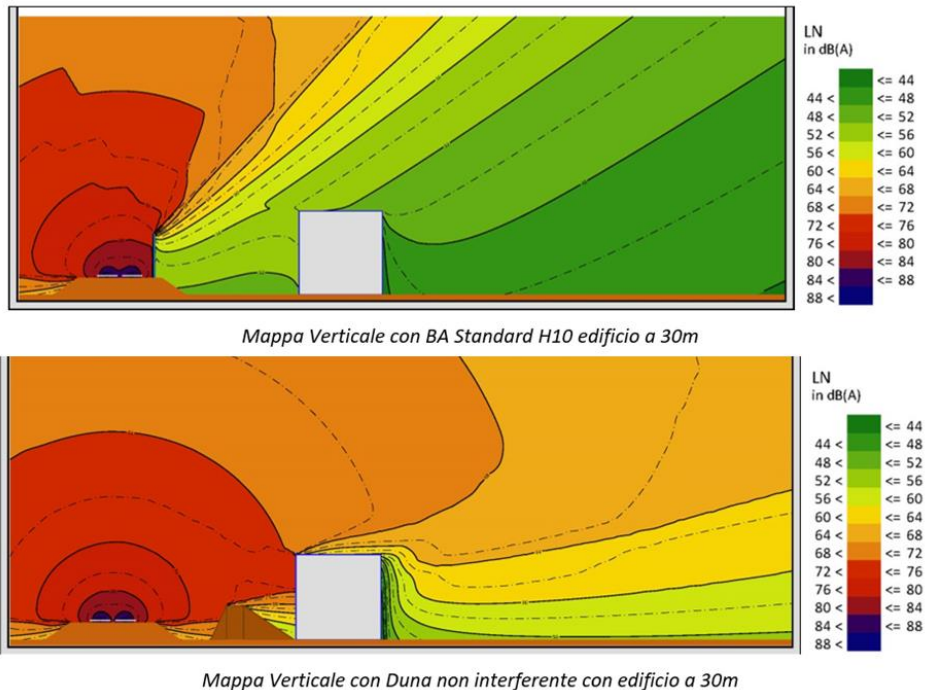 LN
in dB(A)
<= 44
44 < <= 48
48 < <= 52
52 < <= 56
56 < <= 60
60 < <= 64
64 < <= 68
68 < <= 72
72 < <= 76
76 < <= 80
80 < <= 84
84 < <= 88
88 <
Mappa Verticale con BA Standard H10 edificio a 30m
LN
in dB(A)
<= 44
44 < <= 48
48 < <= 52
52 < <= 56
56 < <= 60
60 < <= 64
64 < <= 68
68 < <= 72
72 < <= 76
76 < <= 80
80 < <= 84
84 < <= 88
88 <
Mappa Verticale con Duna non interferente con edificio a 30m